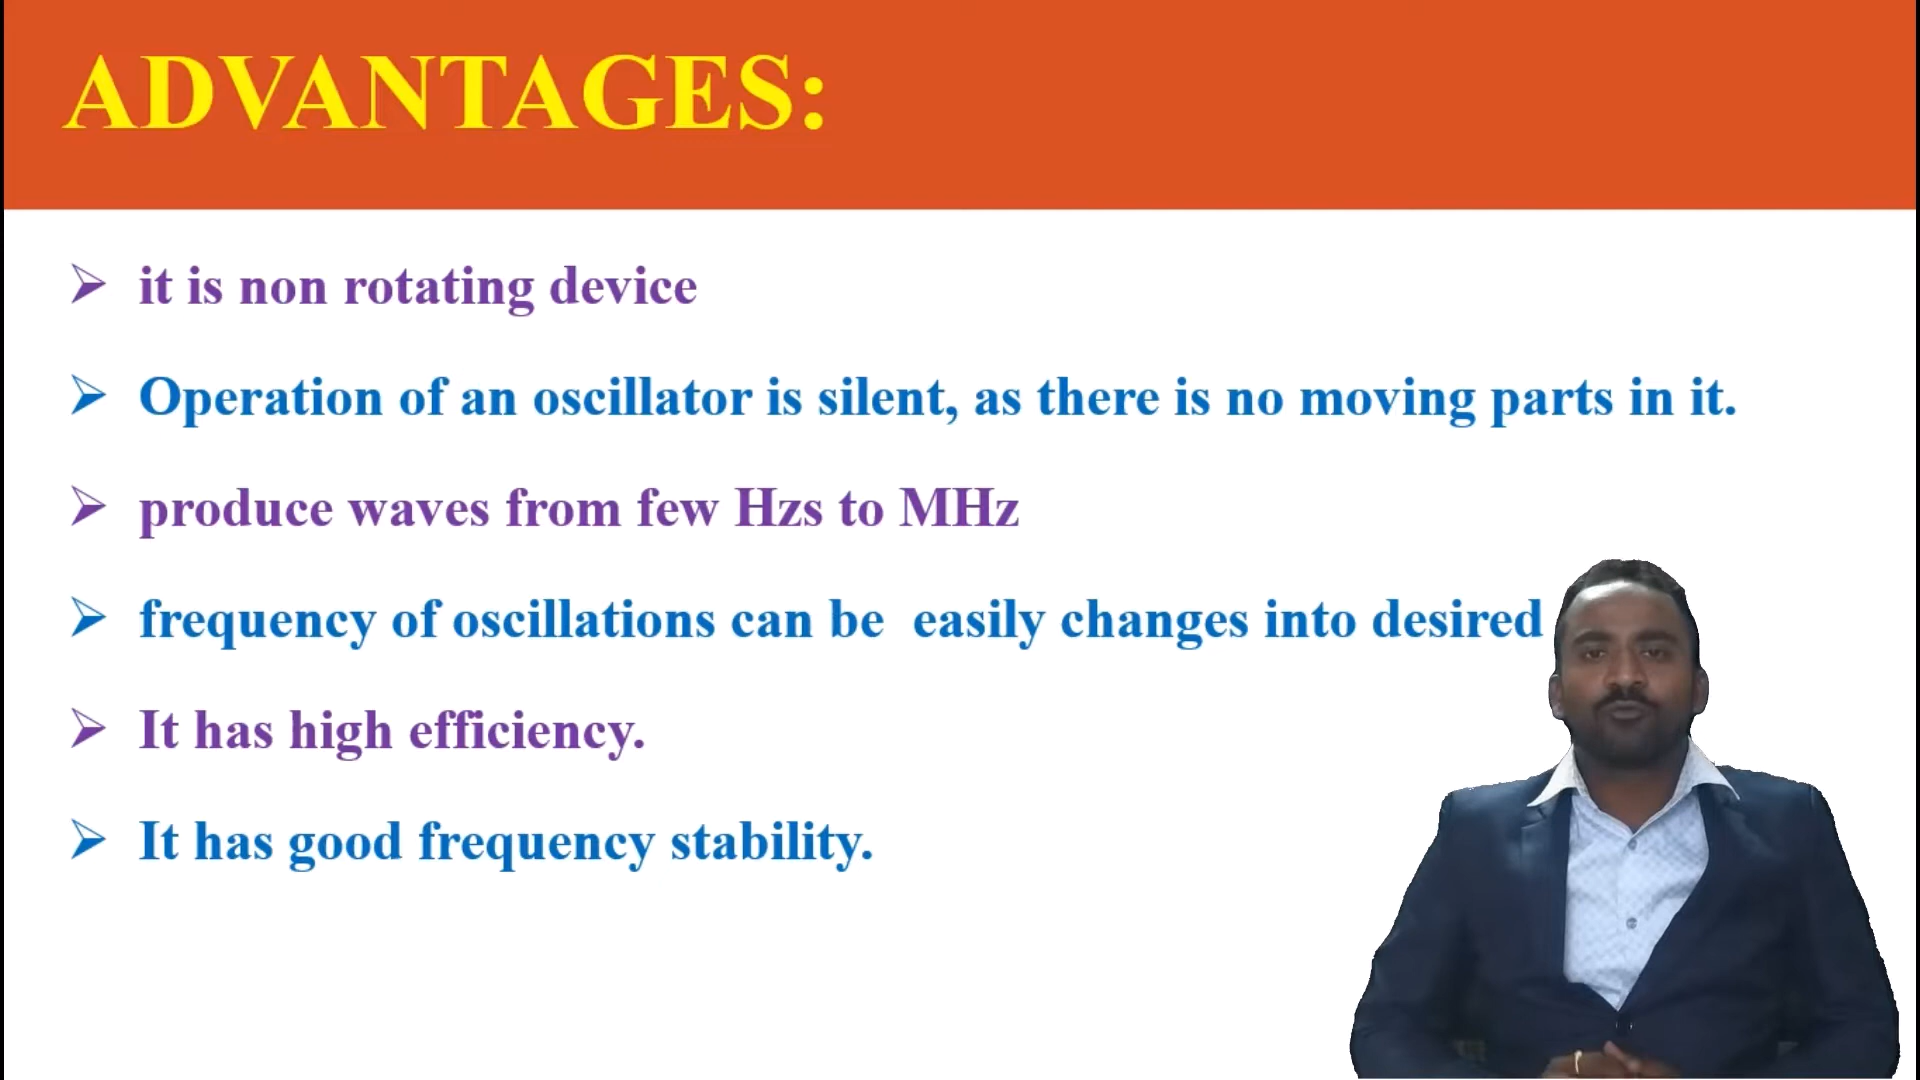 ADVANTAGES:
it is non rotating device
Operation of an oscillator is silent, as there is no moving parts in it.
produce waves from few Hzs to MHz
frequency of oscillations can be easily changes into desired
It has high efficiency.
It has good frequency stability.